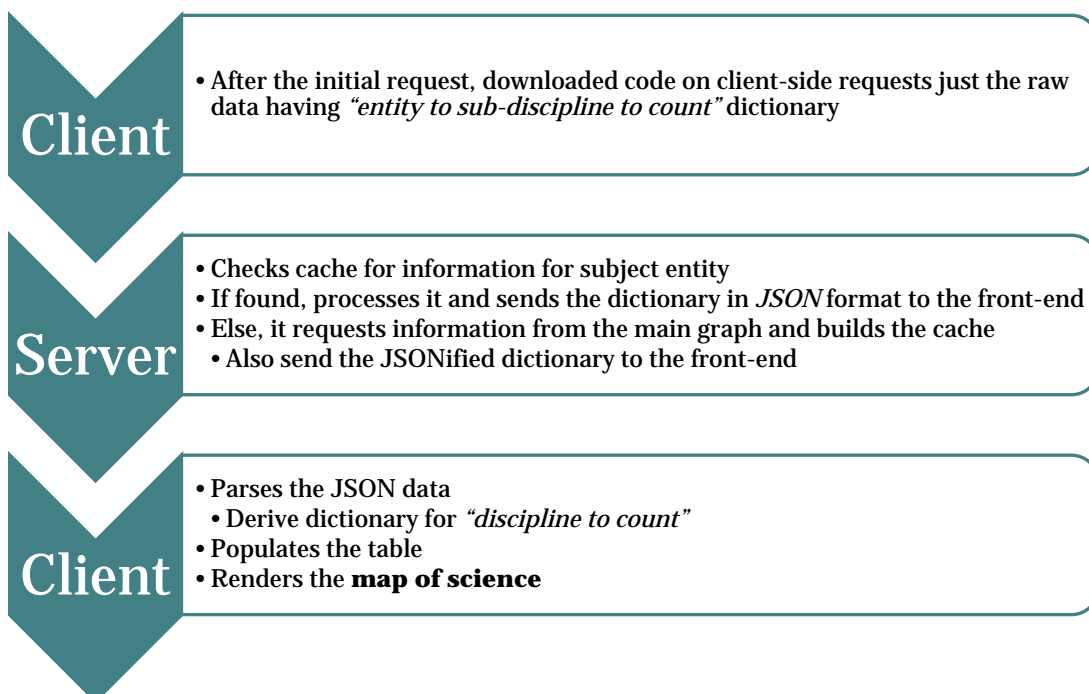 Client
• After the initial request, downloaded code on client-side requests just the raw
data having “entity to sub-discipline to count” dictionary
Server
• Checks cache for information for subject entity
• If found, processes it and sends the dictionary in JSON format to the front-end
• Else, it requests information from the main graph and builds the cache
• Also send the JSONified dictionary to the front-end
Client
• Parses the JSON data
• Derive dictionary for “discipline to count”
• Populates the table
• Renders the map of science